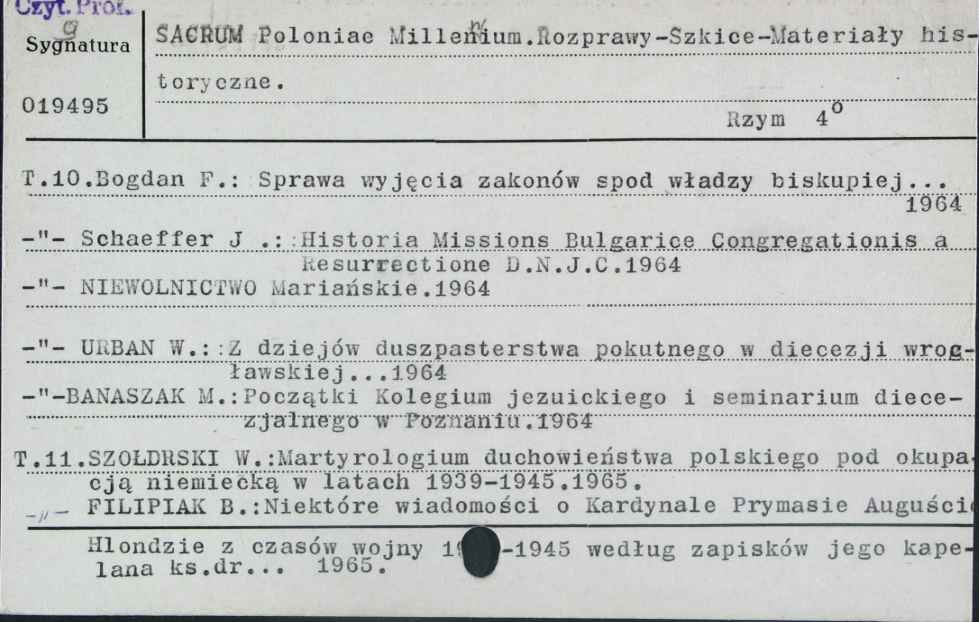 Czyt. Prof.
Sygnatura
SACRUM Poloniae Millennium.Rozprawy-Szkice-Materiały his-
toryczne.
019495
Rzym 4°
T.10.Bogdan F.: Sprawa wyjęcia zakonów spod władzy biskupiej...
1964
-"- Schaeffer J .: :Historia Missions Bulgarice Congregationis a
Resurrectione D.N.J.C.1964
-"- NIEWOLNICTWO Mariańskie.1964
-"- URBAN W.: :Z dziejów duszpasterstwa pokutnego w diecezji wroc-
ławskiej...1964
-"-BANASZAK M.:Początki Kolegium jezuickiego i seminarium diece-
zjalnego w Poznaniu.1964
T.11.SZOŁDRSKI W.:Martyrologium duchowieństwa polskiego pod okupa-
cją niemiecką w latach 1939-1945.1965.
-"- FILIPIAK B.:Niektóre wiadomości o Kardynale Prymasie Auguście
Hlondzie z czasów wojny -1945 według zapisków jego kape-
lana ks.dr... 1965.